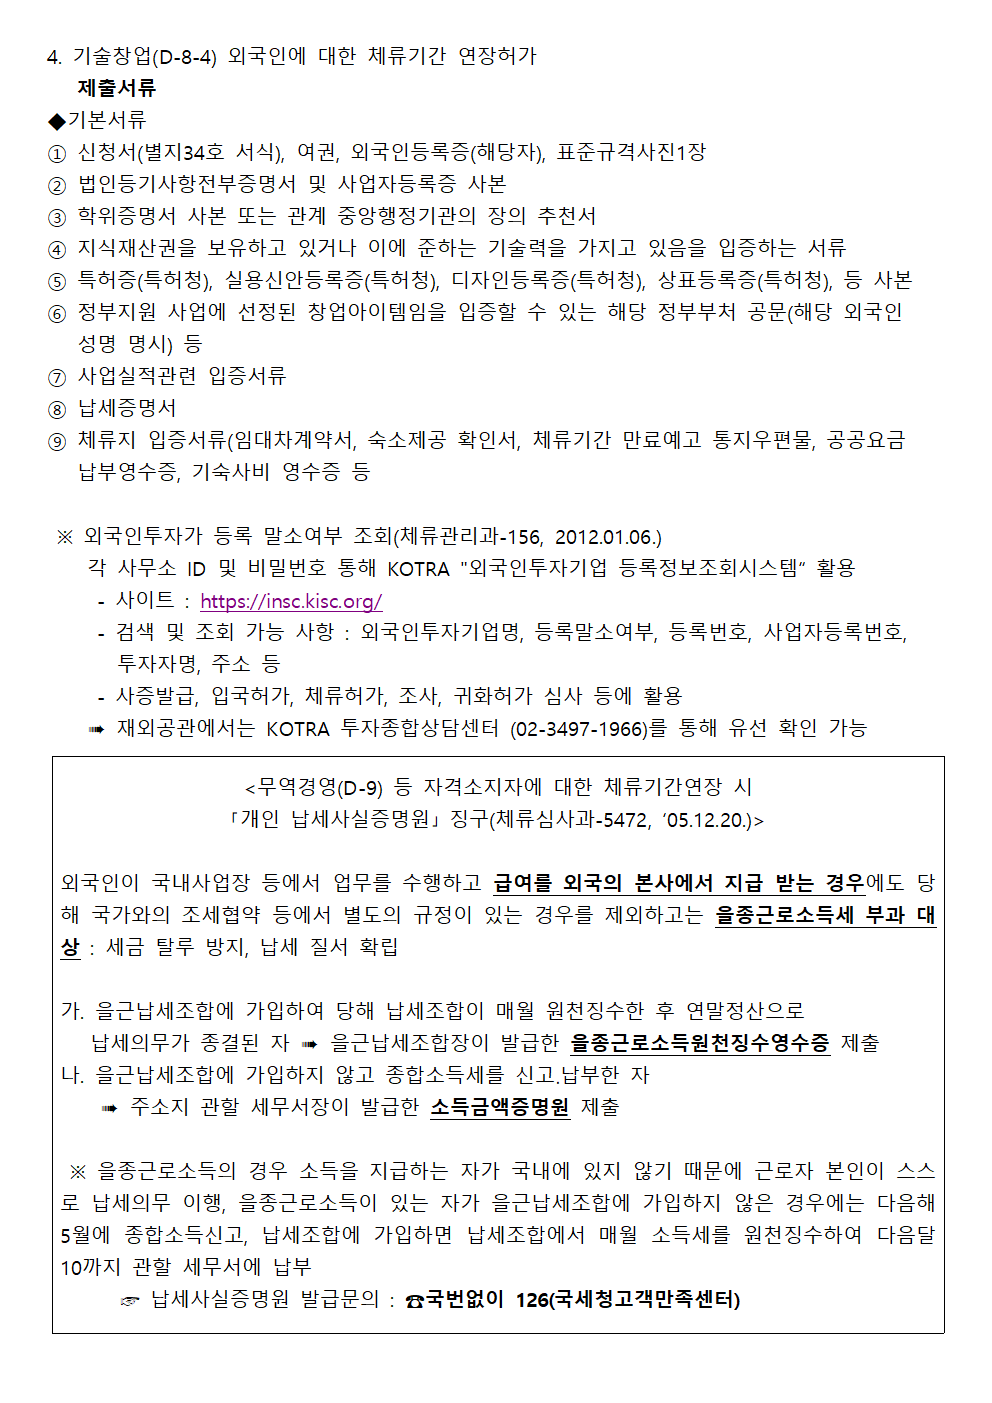 4. 기술창업(D-8-4) 외국인에 대한 체류기간 연장허가
제출서류
◆기본서류
① 신청서(별지34호 서식), 여권, 외국인등록증(해당자), 표준규격사진1장
② 법인등기사항전부증명서 및 사업자등록증 사본
③ 학위증명서 사본 또는 관계 중앙행정기관의 장의 추천서
④ 지식재산권을 보유하고 있거나 이에 준하는 기술력을 가지고 있음을 입증하는 서류
⑤ 특허증(특허청), 실용신안등록증(특허청), 디자인등록증(특허청), 상표등록증(특허청), 등 사본
⑥ 정부지원 사업에 선정된 창업아이템임을 입증할 수 있는 해당 정부부처 공문(해당 외국인
성명 명시) 등
⑦ 사업실적관련 입증서류
⑧ 납세증명서
⑨ 체류지 입증서류(임대차계약서, 숙소제공 확인서, 체류기간 만료예고 통지우편물, 공공요금
납부영수증, 기숙사비 영수증 등
※ 외국인투자가 등록 말소여부 조회(체류관리과-156, 2012.01.06.)
각 사무소 ID 및 비밀번호 통해 KOTRA "외국인투자기업 등록정보조회시스템“ 활용
- 사이트 : https://insc.kisc.org/
- 검색 및 조회 가능 사항 : 외국인투자기업명, 등록말소여부, 등록번호, 사업자등록번호,
투자자명, 주소 등
- 사증발급, 입국허가, 체류허가, 조사, 귀화허가 심사 등에 활용
➠ 재외공관에서는 KOTRA 투자종합상담센터 (02-3497-1966)를 통해 유선 확인 가능
<무역경영(D-9) 등 자격소지자에 대한 체류기간연장 시
「개인 납세사실증명원」 징구(체류심사과-5472, ’05.12.20.)>
외국인이 국내사업장 등에서 업무를 수행하고 급여를 외국의 본사에서 지급 받는 경우에도 당
해 국가와의 조세협약 등에서 별도의 규정이 있는 경우를 제외하고는 을종근로소득세 부과 대
상 : 세금 탈루 방지, 납세 질서 확립
가. 을근납세조합에 가입하여 당해 납세조합이 매월 원천징수한 후 연말정산으로
납세의무가 종결된 자 ➠ 을근납세조합장이 발급한 을종근로소득원천징수영수증 제출
나. 을근납세조합에 가입하지 않고 종합소득세를 신고.납부한 자
➠ 주소지 관할 세무서장이 발급한 소득금액증명원 제출
※ 을종근로소득의 경우 소득을 지급하는 자가 국내에 있지 않기 때문에 근로자 본인이 스스
로 납세의무 이행, 을종근로소득이 있는 자가 을근납세조합에 가입하지 않은 경우에는 다음해
5월에 종합소득신고, 납세조합에 가입하면 납세조합에서 매월 소득세를 원천징수하여 다음달
10까지 관할 세무서에 납부
☞ 납세사실증명원 발급문의 : ☎국번없이 126(국세청고객만족센터)